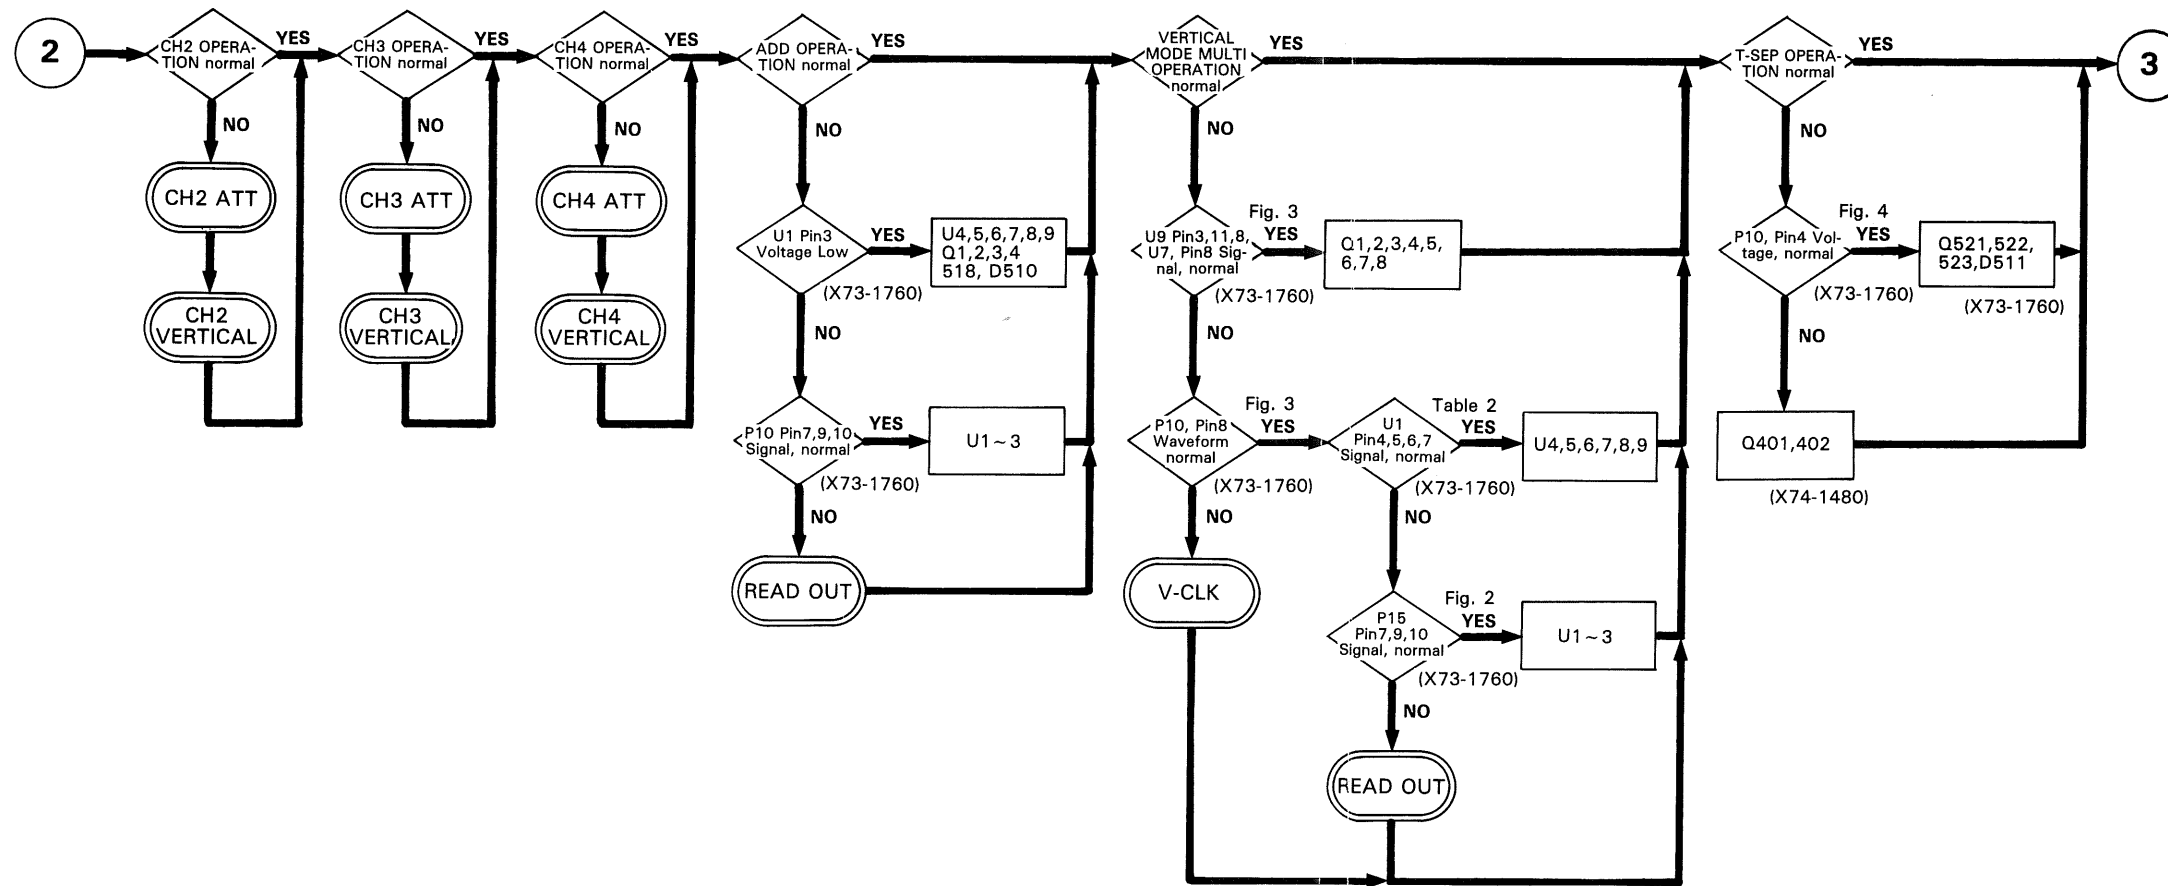 2
CH2 OPERA-
TION normal
YES
NO
CH2 ATT
CH2
VERTICAL
CH3 OPERA-
TION normal
YES
NO
CH3 ATT
CH3
VERTICAL
CH4 OPERA-
TION normal
YES
NO
CH4 ATT
CH4
VERTICAL
ADD OPERA-
TION normal
YES
NO
U1 Pin3
Voltage Low
YES
(X73-1760)
U4,5,6,7,8,9
Q1,2,3,4
518, D510
NO
P10 Pin7,9,10
Signal, normal
YES
(X73-1760)
U1~3
NO
READ OUT
VERTICAL
MODE MULTI
OPERATION
normal
YES
NO
U9 Pin3,11,8,
U7, Pin8 Sig-
nal, normal
Fig. 3
YES
(X73-1760)
Q1,2,3,4,5,
6,7,8
NO
P10, Pin8
Waveform
normal
Fig. 3
YES
(X73-1760)
NO
V-CLK
U1
Pin4,5,6,7
Signal, normal
Table 2
YES
(X73-1760)
U4,5,6,7,8,9
NO
P15
Pin7,9,10
Signal, normal
Fig. 2
YES
(X73-1760)
U1~3
NO
READ OUT
T-SEP OPERA-
TION normal
YES
NO
P10, Pin4 Vol-
tage, normal
Fig. 4
YES
(X73-1760)
Q521,522,
523,D511
(X73-1760)
NO
Q401,402
(X74-1480)
3